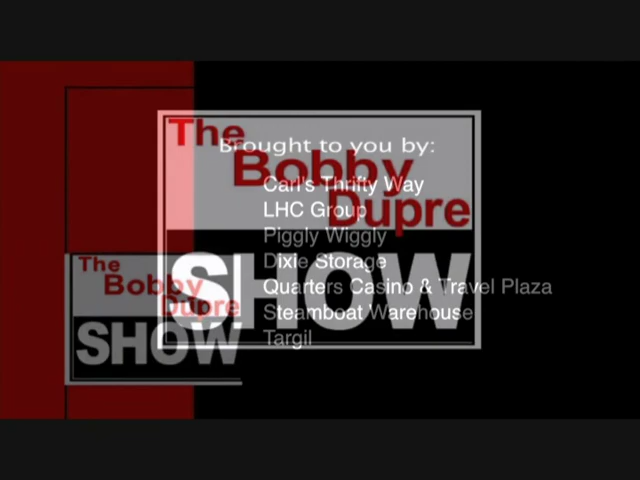 The
Bobby
Dupre
SHOW
Brought to you by:
Carl's Thrifty Way
LHC Group
Piggly Wiggly
Dixie Storage
Quarters Casino & Travel Plaza
Steamboat Warehouse
Targil
The
Bobby
Dupre
SHOW